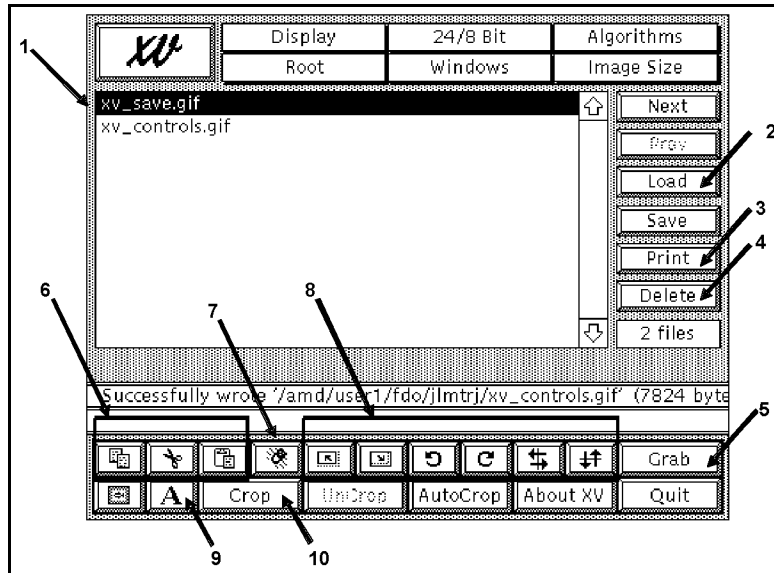 1
xv
Display 24/8 Bit Algorithms
Root Windows Image Size
xv_save.gif
xv_controls.gif
Next
Prev
2
Load
3
Save
4
Print
Delete
2 files
6
7
8
Successfully wrote '/amd/user1/fdo/jlmtrj/xv_controls.gif' (7824 byte
5
Grab
A Crop UnCrop AutoCrop About XV Quit
9
10